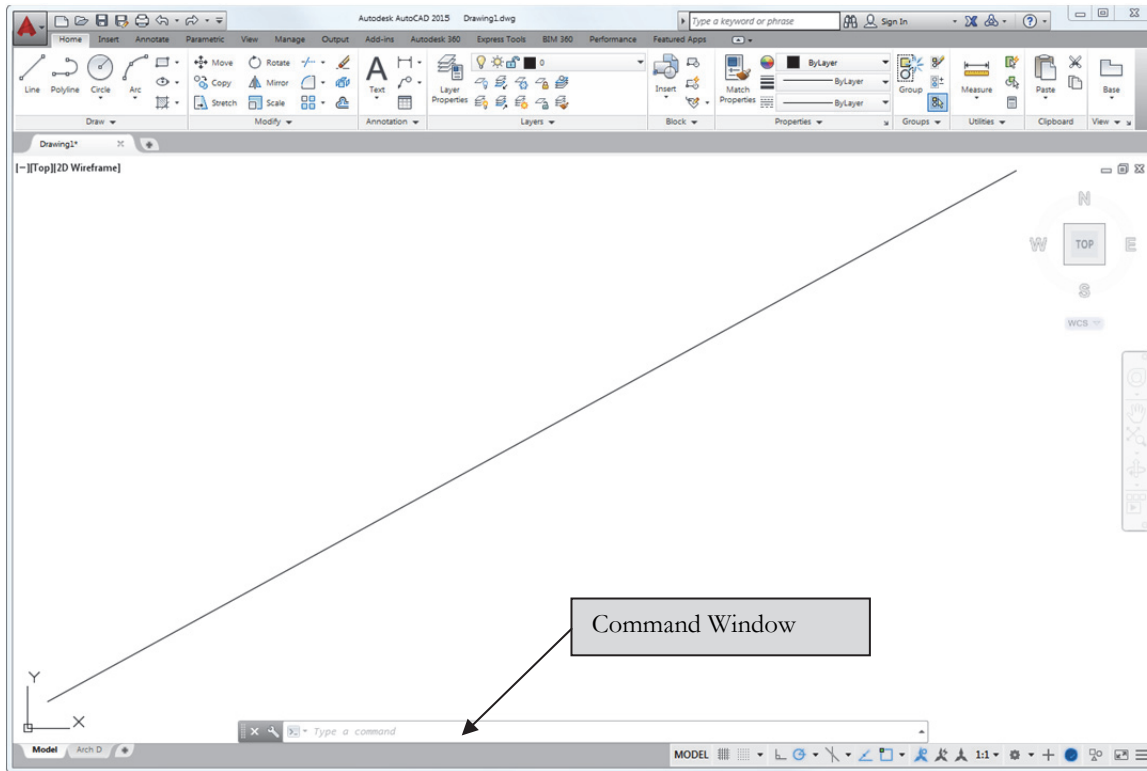 Autodesk AutoCAD 2015 Drawing1.dwg Type a keyword or phrase Sign In
Home Insert Annotate Parametric View Manage Output Add-ins Autodesk 360 Express Tools BIM 360 Performance Featured Apps
Line Polyline Circle Arc
Move Rotate
Copy Mirror
Stretch Scale
Text
Layer Properties
0
Insert
Match Properties
ByLayer
ByLayer
ByLayer
Group
Measure
Paste
Base
Draw Modify Annotation Layers Block Properties Groups Utilities Clipboard View
Drawing1*
[−][Top][2D Wireframe]
N
W TOP E
S
WCS
Command Window
Y
X
Type a command
Model Arch D
MODEL 1:1